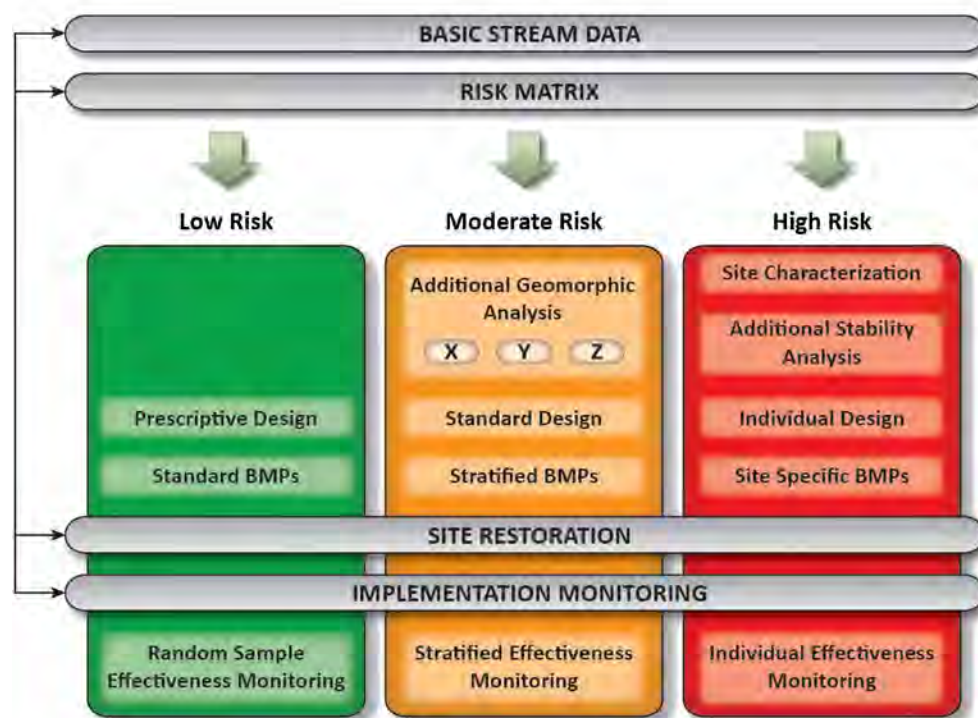 BASIC STREAM DATA
RISK MATRIX
Low Risk
Moderate Risk
High Risk
Prescriptive Design
Standard BMPs
Additional Geomorphic
Analysis
X Y Z
Standard Design
Stratified BMPs
Site Characterization
Additional Stability
Analysis
Individual Design
Site Specific BMPs
SITE RESTORATION
IMPLEMENTATION MONITORING
Random Sample
Effectiveness Monitoring
Stratified Effectiveness
Monitoring
Individual Effectiveness
Monitoring